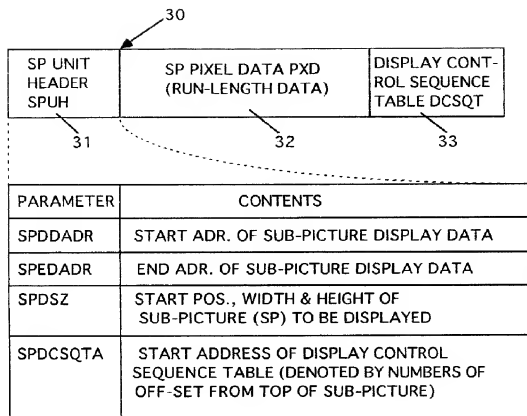 30
SP UNIT
HEADER
SPUH
SP PIXEL DATA PXD
(RUN-LENGTH DATA)
DISPLAY CONT-
ROL SEQUENCE
TABLE DCSQT
31
32
33
PARAMETER CONTENTS
SPDDADR START ADR. OF SUB-PICTURE DISPLAY DATA
SPEDADR END ADR. OF SUB-PICTURE DISPLAY DATA
SPDSZ START POS., WIDTH & HEIGHT OF
SUB-PICTURE (SP) TO BE DISPLAYED
SPDCSQTA START ADDRESS OF DISPLAY CONTROL
SEQUENCE TABLE (DENOTED BY NUMBERS OF
OFF-SET FROM TOP OF SUB-PICTURE)